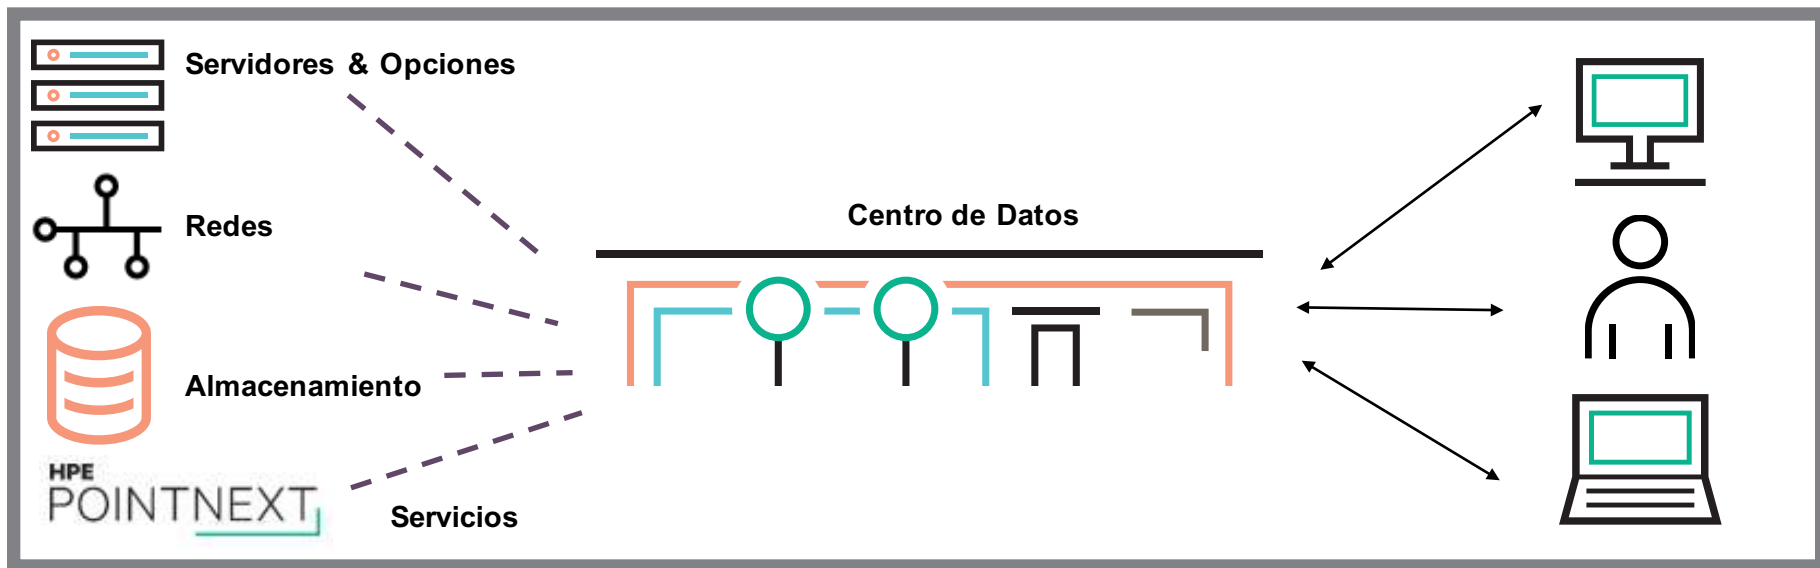 Servidores & Opciones
Redes
Centro de Datos
Almacenamiento
HPE
POINTNEXT
Servicios